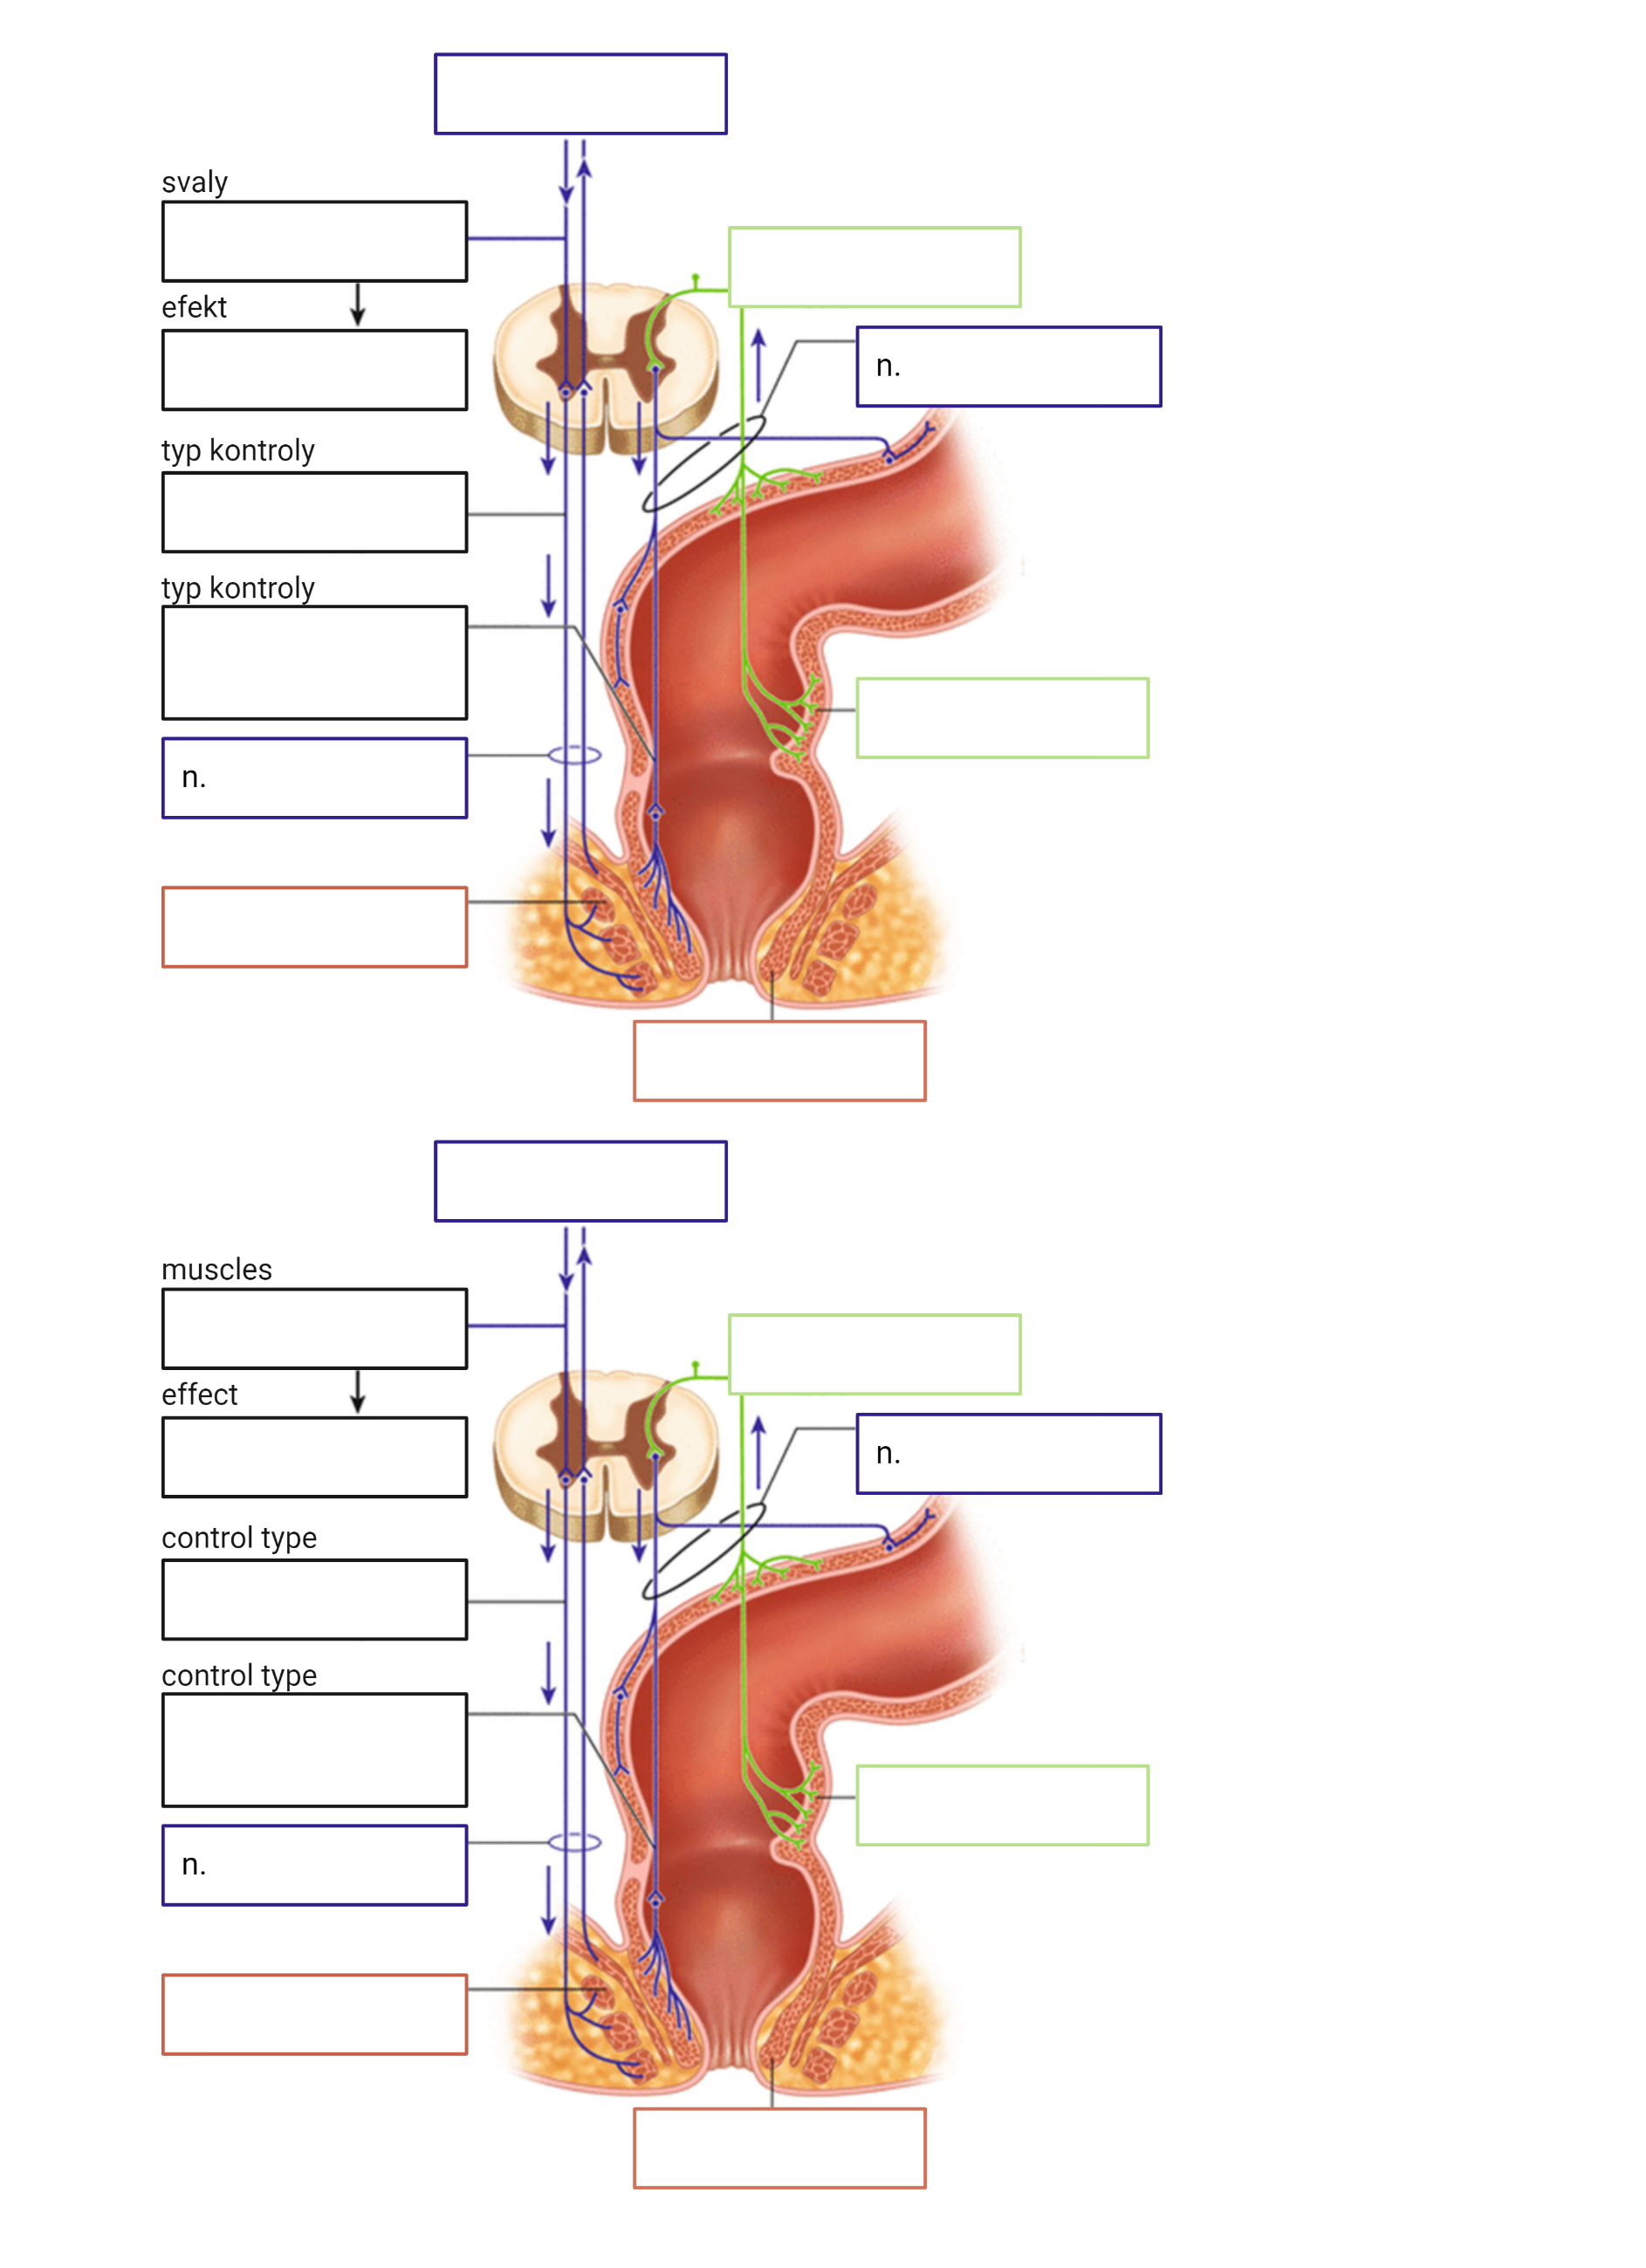 svaly
efekt
n.
typ kontroly
typ kontroly
n.
muscles
effect
n.
control type
control type
n.